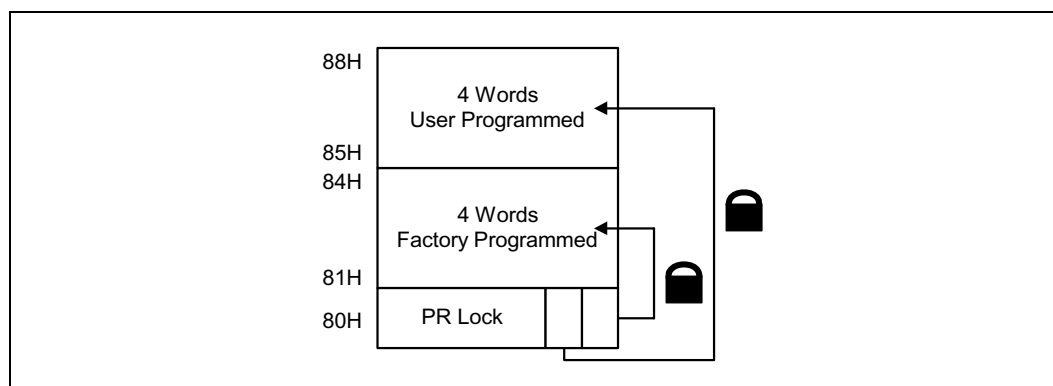 88H
4 Words
User Programmed
85H
84H
4 Words
Factory Programmed
81H
80H
PR Lock